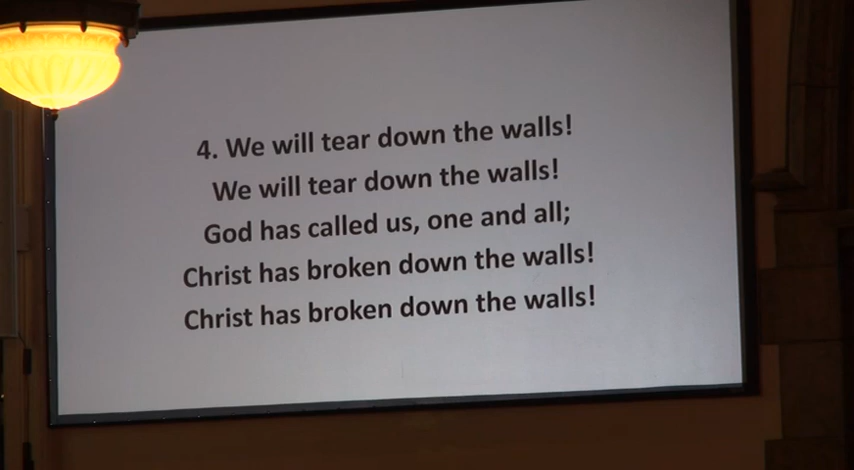 4. We will tear down the walls!
We will tear down the walls!
God has called us, one and all;
Christ has broken down the walls!
Christ has broken down the walls!